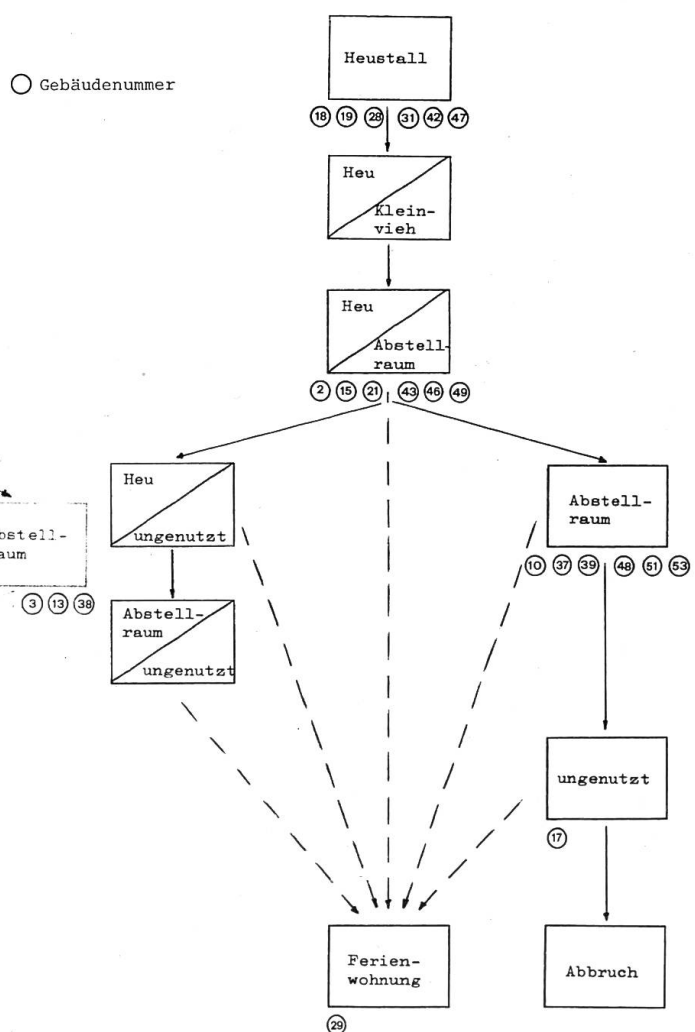 Heustall
Gebäudenummer
18 19 28 31 42 47
Heu
Klein-
vieh
Heu
Abstell-
raum
2 15 21 43 46 49
Heu
ungenutzt
Abstell-
raum
bstell-
aum
10 37 39 48 51 53
3 13 38
Abstell-
raum
ungenutzt
ungenutzt
17
Ferien-
wohnung
Abbruch
29